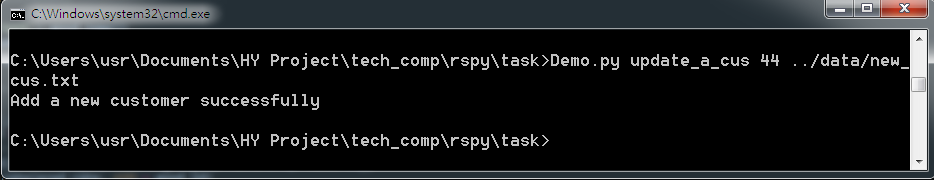 C:\Windows\system32\cmd.exe
C:\Users\usr\Documents\HY Project\tech_comp\rspy\task>Demo.py update_a_cus 44 ../data/new_
cus.txt
Add a new customer successfully
C:\Users\usr\Documents\HY Project\tech_comp\rspy\task>